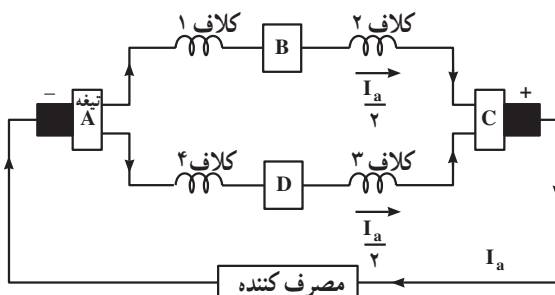 کلاف ۱
کلاف ۲
B
−
تیغه
A
I_a
۲
C
+
کلاف ۴
کلاف ۳
D
I_a
۲
I_a
مصرف کننده